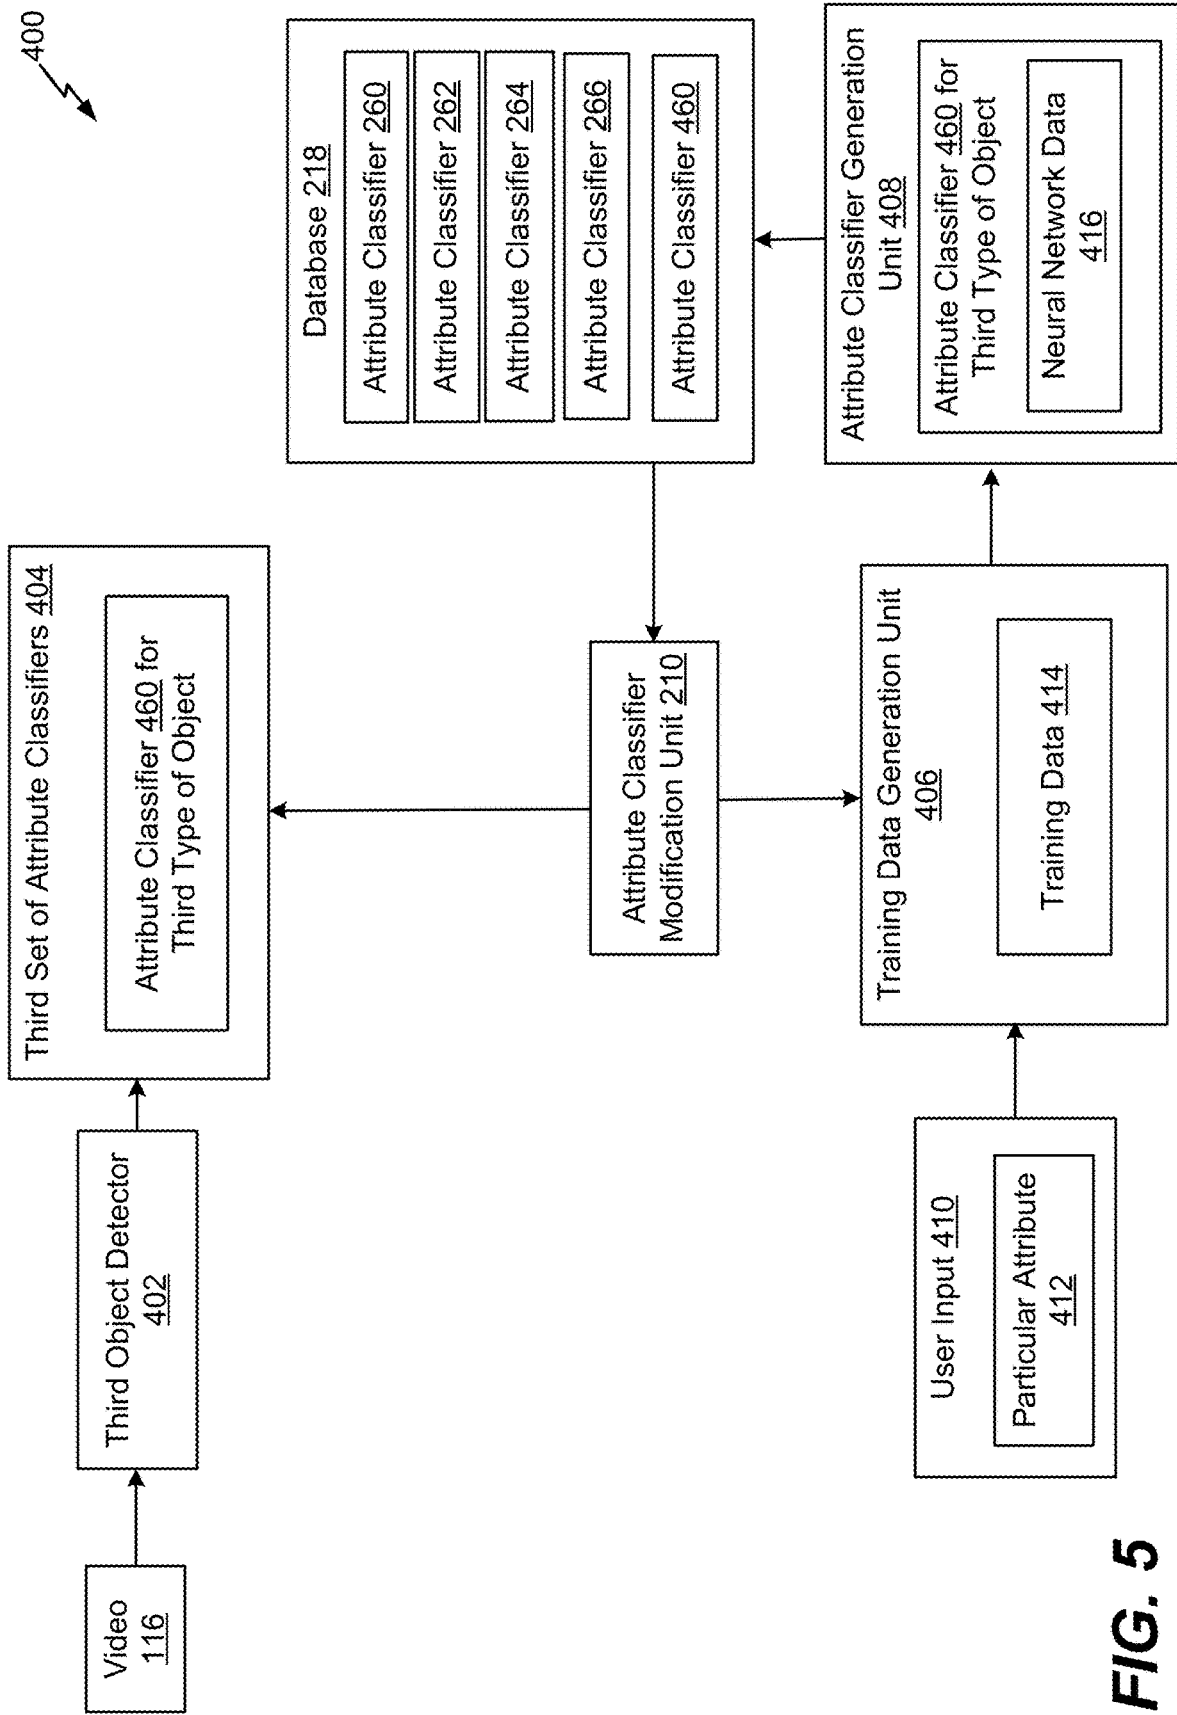 400
Video
116
Third Object Detector
402
Third Set of Attribute Classifiers 404
Attribute Classifier 460 for
Third Type of Object
Database 218
Attribute Classifier 260
Attribute Classifier 262
Attribute Classifier 264
Attribute Classifier 266
Attribute Classifier 460
Attribute Classifier
Modification Unit 210
User Input 410
Particular Attribute
412
Training Data Generation Unit
406
Training Data 414
Attribute Classifier Generation
Unit 408
Attribute Classifier 460 for
Third Type of Object
Neural Network Data
416
FIG. 5